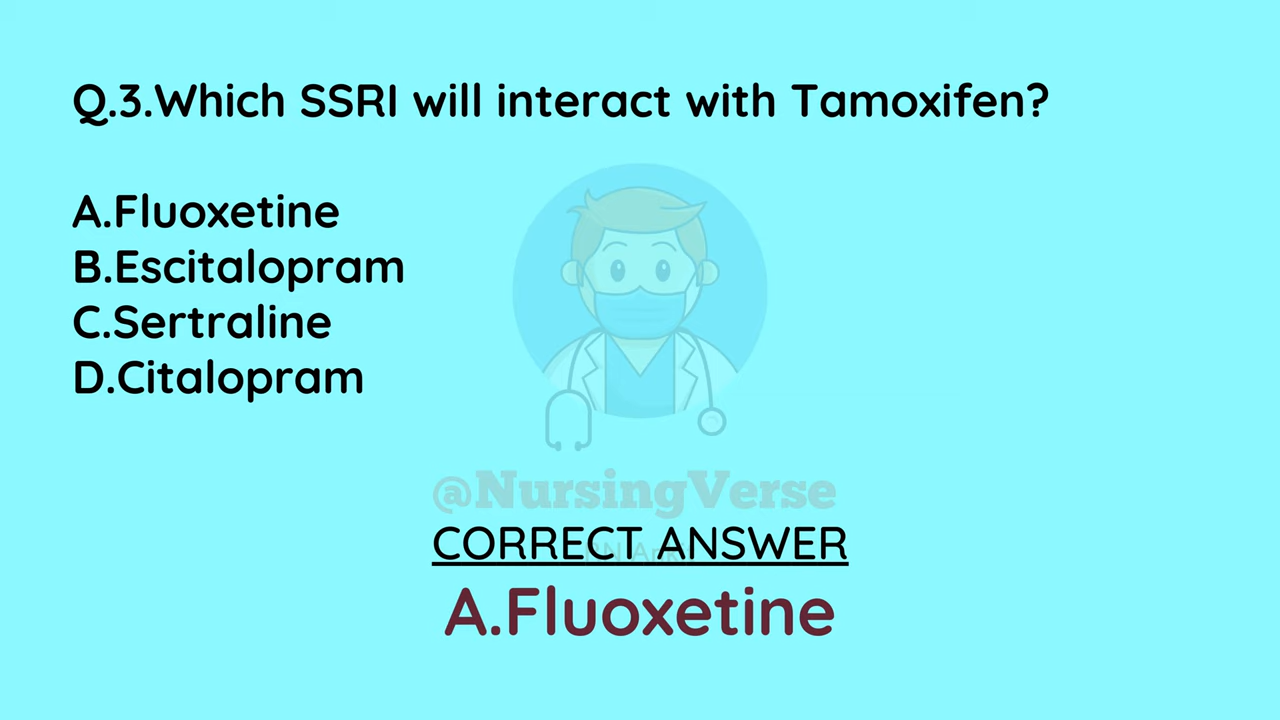 Q.3.Which SSRI will interact with Tamoxifen?
A.Fluoxetine
B.Escitalopram
C.Sertraline
D.Citalopram
@NursingVerse
CORRECT ANSWER
A.Fluoxetine